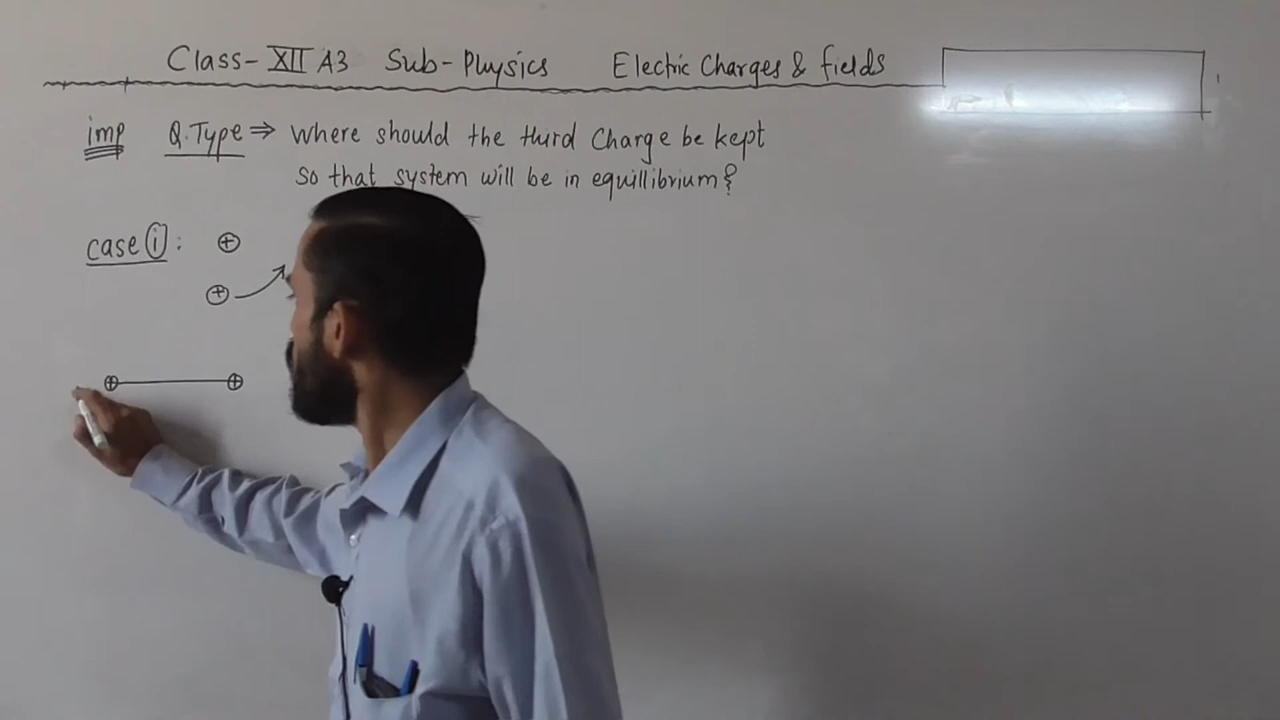 Class-XII A3 Sub-Physics Electric Charges & fields
imp Q.Type ⇒ Where should the third Charge be kept
so that system will be in equillibrium?
case (i) : ⊕
⊕
⊕ ⊕